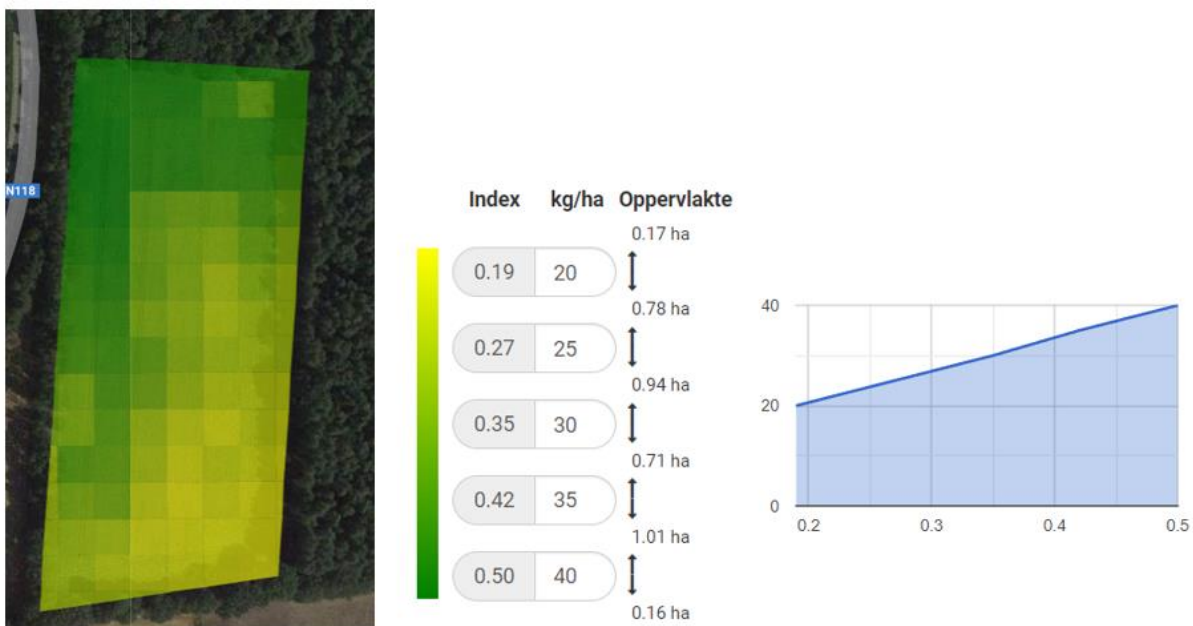 N118
Index kg/ha Oppervlakte
0.17 ha
0.19 20
0.78 ha
0.27 25
0.94 ha
0.35 30
0.71 ha
0.42 35
1.01 ha
0.50 40
0.16 ha
40
20
0
0.2 0.3 0.4 0.5